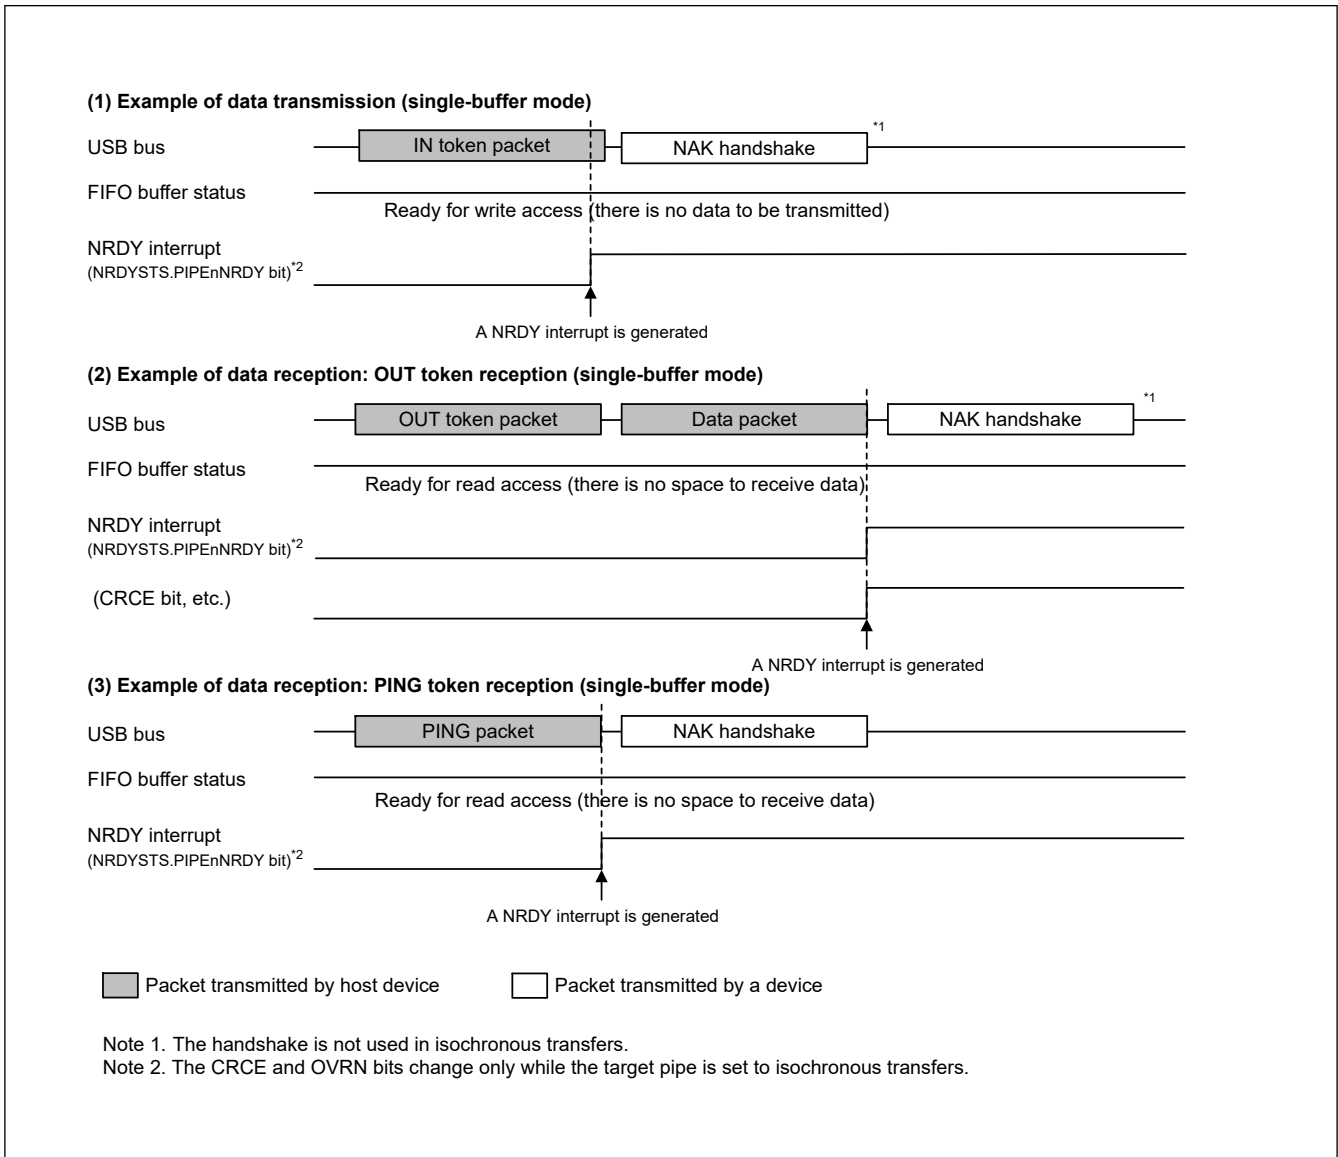 (1) Example of data transmission (single-buffer mode)
USB bus
IN token packet
NAK handshake
*1
FIFO buffer status
Ready for write access (there is no data to be transmitted)
NRDY interrupt
(NRDYSTS.PIPEnNRDY bit)*2
A NRDY interrupt is generated
(2) Example of data reception: OUT token reception (single-buffer mode)
USB bus
OUT token packet
Data packet
NAK handshake
*1
FIFO buffer status
Ready for read access (there is no space to receive data)
NRDY interrupt
(NRDYSTS.PIPEnNRDY bit)*2
(CRCE bit, etc.)
A NRDY interrupt is generated
(3) Example of data reception: PING token reception (single-buffer mode)
USB bus
PING packet
NAK handshake
FIFO buffer status
Ready for read access (there is no space to receive data)
NRDY interrupt
(NRDYSTS.PIPEnNRDY bit)*2
A NRDY interrupt is generated
Packet transmitted by host device
Packet transmitted by a device
Note 1. The handshake is not used in isochronous transfers.
Note 2. The CRCE and OVRN bits change only while the target pipe is set to isochronous transfers.